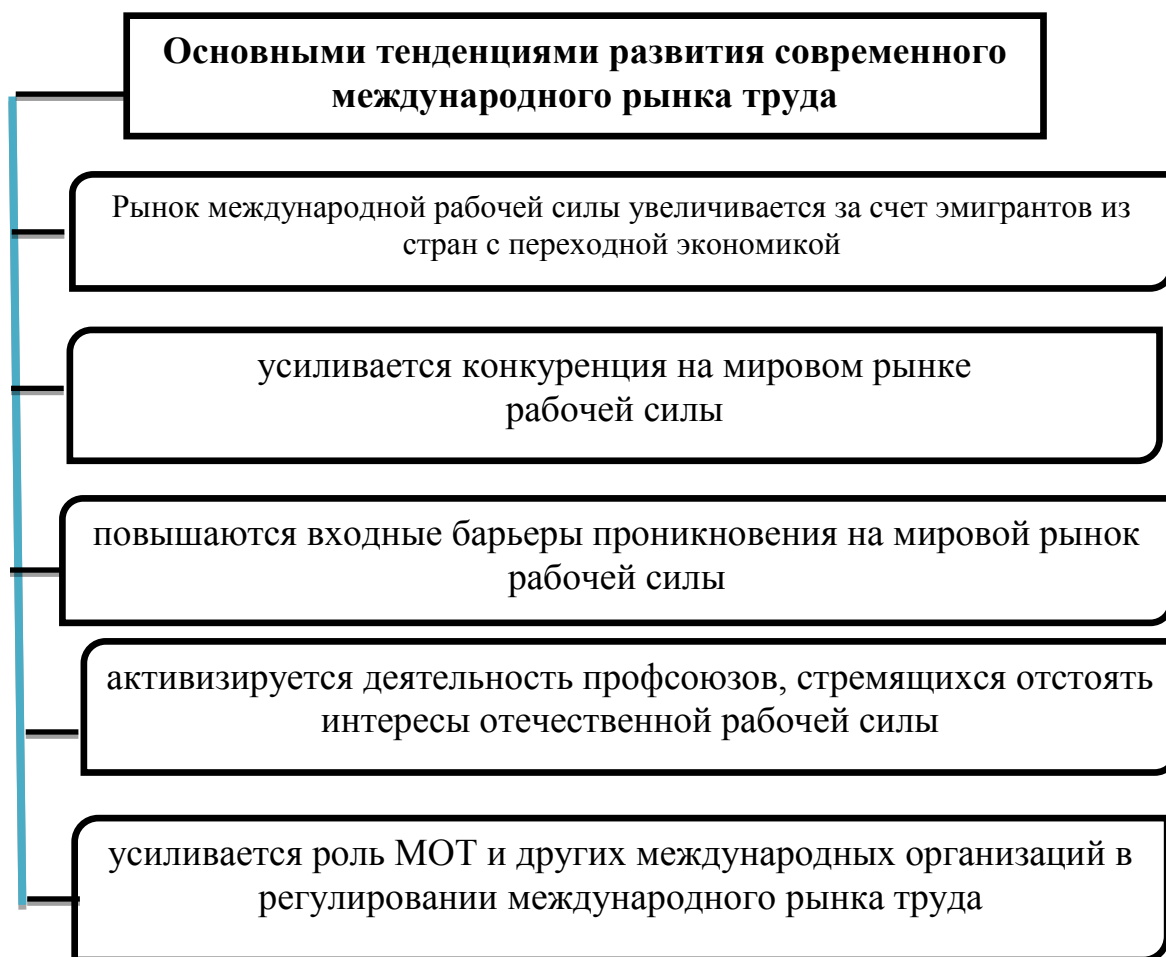 Основными тенденциями развития современного
международного рынка труда
Рынок международной рабочей силы увеличивается за счет эмигрантов из
стран с переходной экономикой
усиливается конкуренция на мировом рынке
рабочей силы
повышаются входные барьеры проникновения на мировой рынок
рабочей силы
активизируется деятельность профсоюзов, стремящихся отстоять
интересы отечественной рабочей силы
усиливается роль МОТ и других международных организаций в
регулировании международного рынка труда